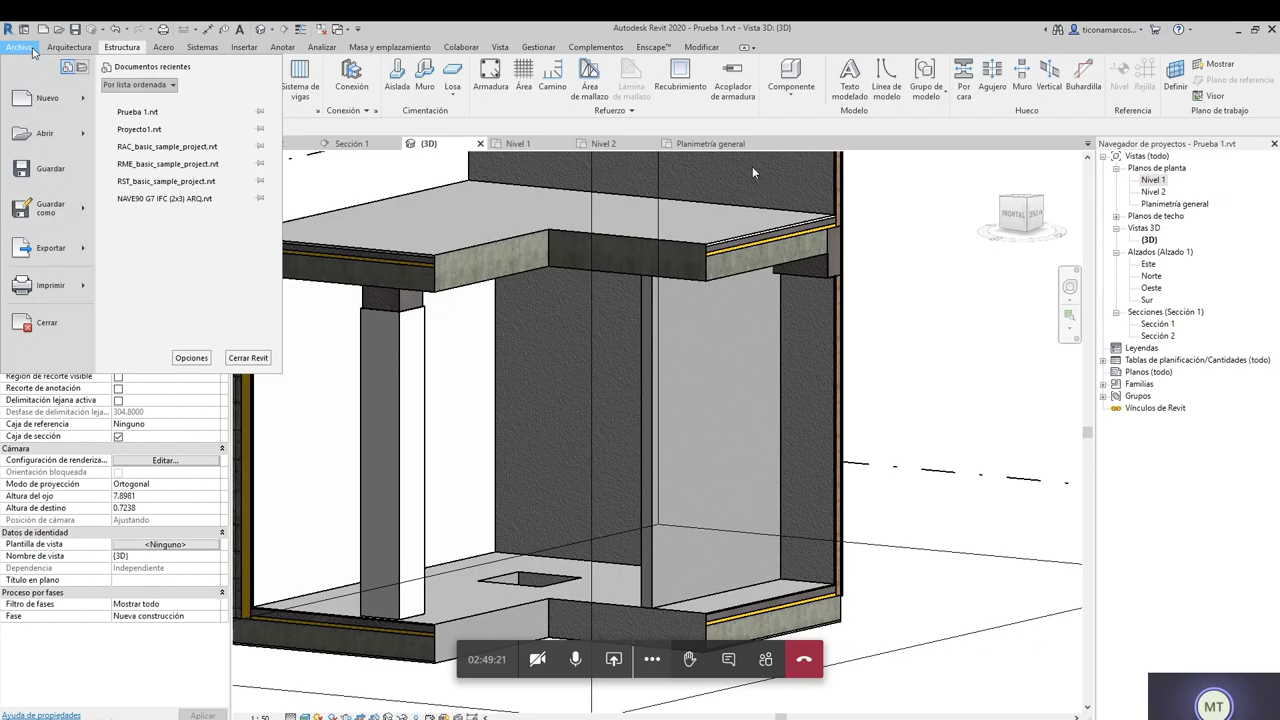 Autodesk Revit 2020 - Prueba 1.rvt - Vista 3D: {3D}
ticonamarcos...
Archivo Arquitectura Estructura Acero Sistemas Insertar Anotar Analizar Masa y emplazamiento Colaborar Vista Gestionar Complementos Enscape™ Modificar
Documentos recientes
Por lista ordenada
Nuevo
Abrir
Guardar
Guardar como
Exportar
Imprimir
Cerrar
Prueba 1.rvt
Proyecto1.rvt
RAC_basic_sample_project.rvt
RME_basic_sample_project.rvt
RST_basic_sample_project.rvt
NAVE90 G7 IFC (2x3) ARQ.rvt
Opciones Cerrar Revit
Sistema de vigas
Conexión
Aislada
Muro
Losa
Armadura
Área
Camino
Área de mallazo
Lámina de mallazo
Recubrimiento
Acoplador de armadura
Componente
Texto modelado
Línea de modelo
Grupo de modelo
Por cara
Agujero
Muro
Vertical
Buhardilla
Nivel
Rejilla
Definir
Mostrar
Plano de referencia
Visor
Conexión Cimentación Refuerzo Modelo Hueco Referencia Plano de trabajo
Sección 1 {3D} Nivel 1 Nivel 2 Planimetría general
Navegador de proyectos - Prueba 1.rvt
Vistas (todo)
Planos de planta
Nivel 1
Nivel 2
Planimetría general
Planos de techo
Vistas 3D
{3D}
Alzados (Alzado 1)
Este
Norte
Oeste
Sur
Secciones (Sección 1)
Sección 1
Sección 2
Leyendas
Tablas de planificación/Cantidades (todo)
Planos (todo)
Familias
Grupos
Vínculos de Revit
FRONTAL
Región de recorte visible
Recorte de anotación
Delimitación lejana activa
Desfase de delimitación leja... 304.8000
Caja de referencia Ninguno
Caja de sección
Cámara
Configuración de renderiza... Editar...
Orientación bloqueada
Modo de proyección Ortogonal
Altura del ojo 7.8981
Altura de destino 0.7238
Posición de cámara Ajustando
Datos de identidad
Plantilla de vista <Ninguno>
Nombre de vista {3D}
Dependencia Independiente
Título en plano
Proceso por fases
Filtro de fases Mostrar todo
Fase Nueva construcción
Ayuda de propiedades Aplicar
1 : 50
02:49:21
MT